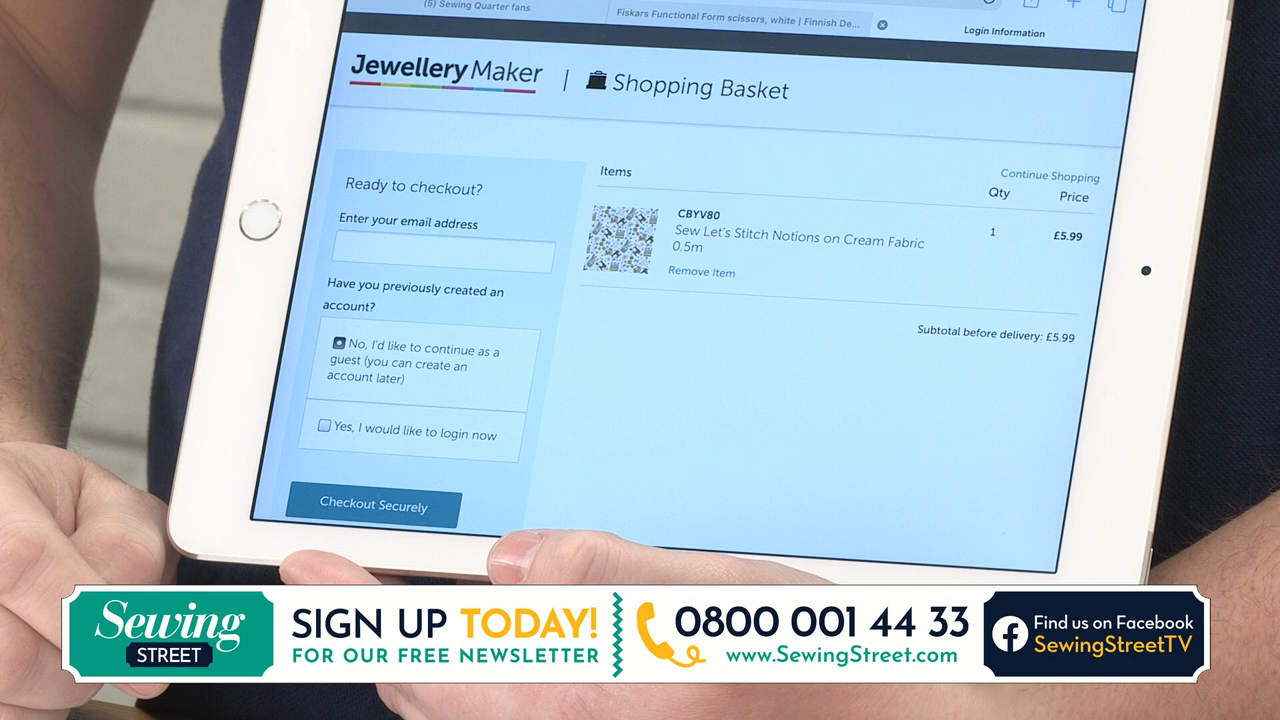 (5) Sewing Quarter fans
Fiskars Functional Form scissors, white | Finnish De...
Login Information
JewelleryMaker | Shopping Basket
Ready to checkout?
Enter your email address
Have you previously created an
account?
No, I'd like to continue as a
guest (you can create an
account later)
Yes, I would like to login now
Checkout Securely
Continue Shopping
Items
Qty
Price
CBYV80
Sew Let's Stitch Notions on Cream Fabric
0.5m
1
£5.99
Remove Item
Subtotal before delivery: £5.99
Sewing
STREET
SIGN UP TODAY!
FOR OUR FREE NEWSLETTER
0800 001 44 33
www.SewingStreet.com
Find us on Facebook
SewingStreetTV